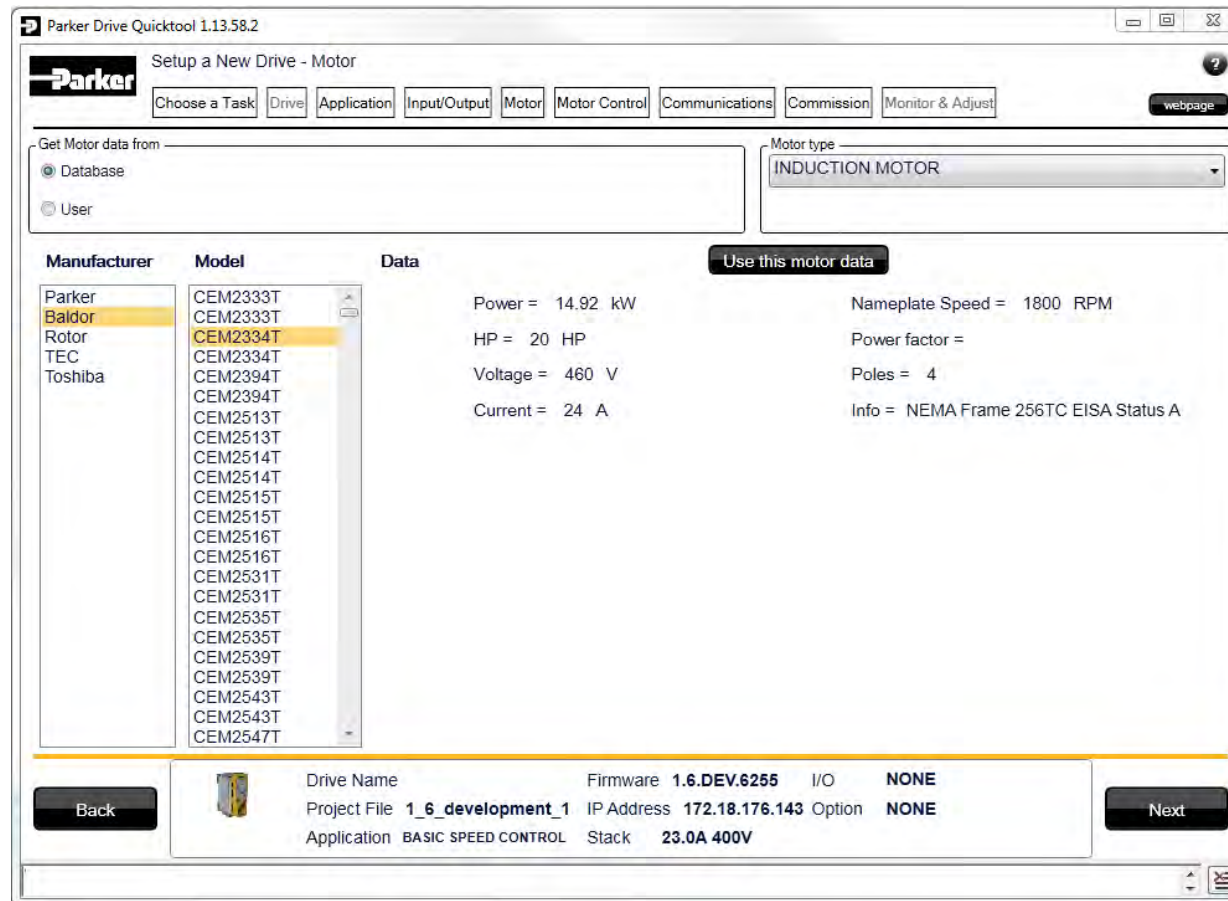 Parker Drive Quicktool 1.13.58.2
Parker
Setup a New Drive - Motor
?
Choose a Task Drive Application Input/Output Motor Motor Control Communications Commission Monitor & Adjust
webpage
Get Motor data from
Database
User
Motor type
INDUCTION MOTOR
Manufacturer Model Data Use this motor data
Parker
Baldor
Rotor
TEC
Toshiba
CEM2333T
CEM2333T
CEM2334T
CEM2334T
CEM2394T
CEM2394T
CEM2513T
CEM2513T
CEM2514T
CEM2514T
CEM2515T
CEM2515T
CEM2516T
CEM2516T
CEM2531T
CEM2531T
CEM2535T
CEM2535T
CEM2539T
CEM2539T
CEM2543T
CEM2543T
CEM2547T
Power = 14.92 kW
HP = 20 HP
Voltage = 460 V
Current = 24 A
Nameplate Speed = 1800 RPM
Power factor =
Poles = 4
Info = NEMA Frame 256TC EISA Status A
Back
Drive Name Firmware 1.6.DEV.6255 I/O NONE
Project File 1_6_development_1 IP Address 172.18.176.143 Option NONE
Application BASIC SPEED CONTROL Stack 23.0A 400V
Next